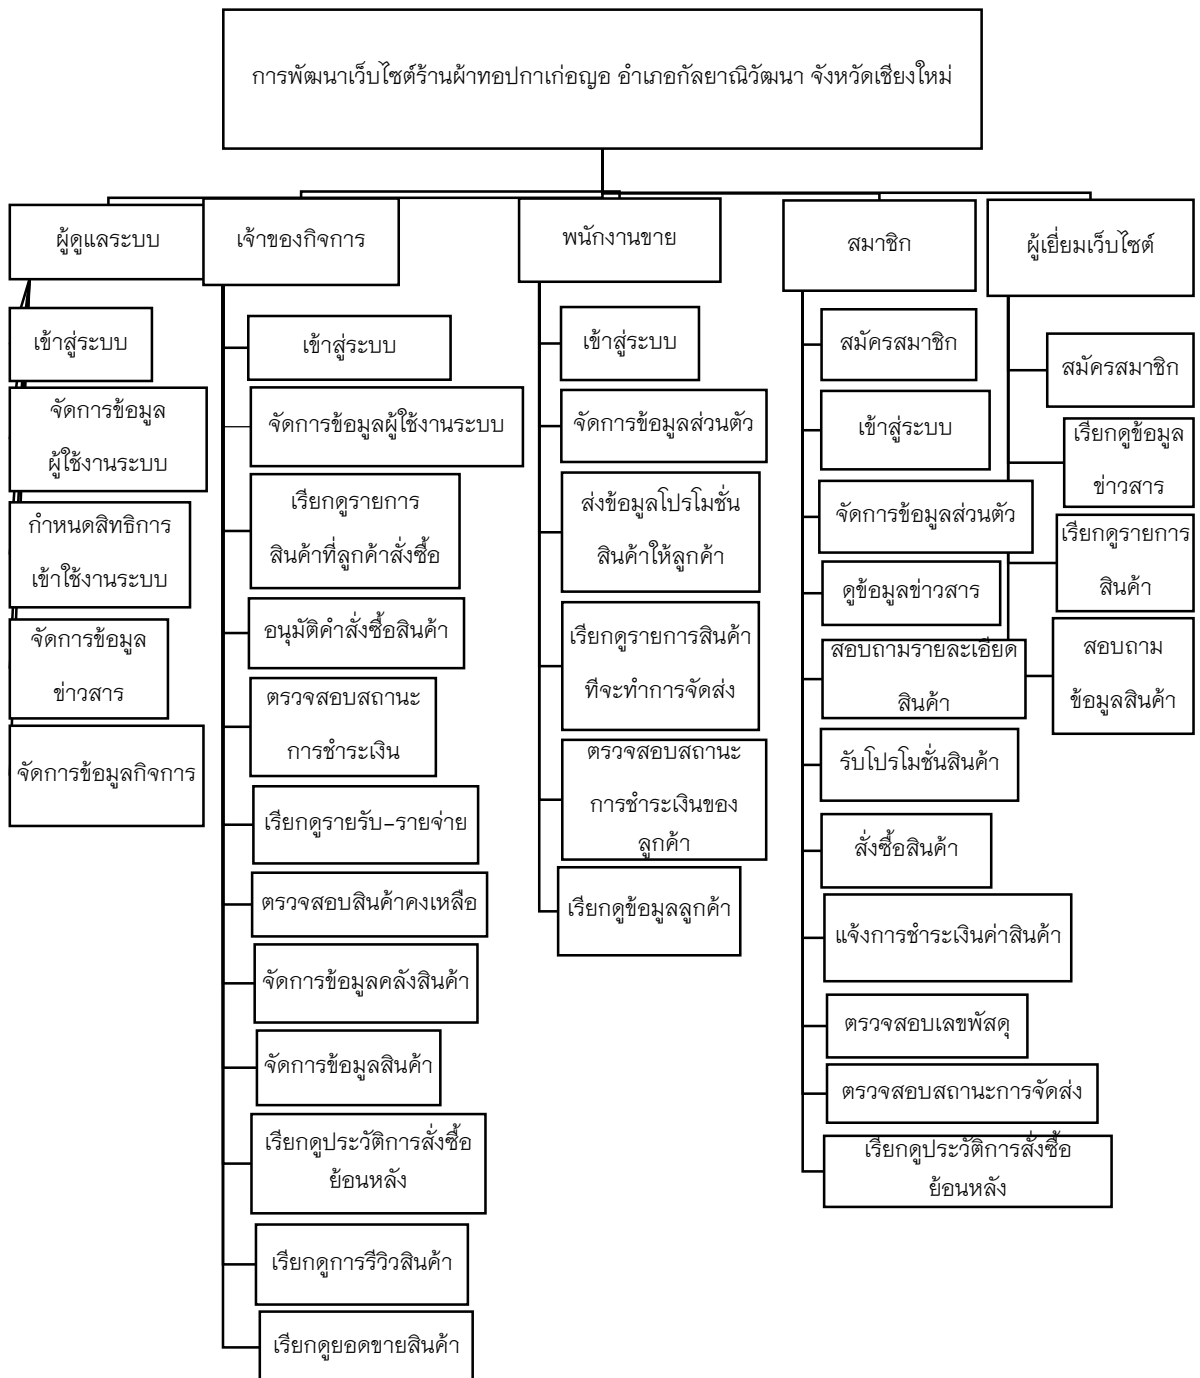 การพัฒนาเว็บไซต์ร้านผ้าทอปกาเก่อญอ อำเภอกัลยาณิวัฒนา จังหวัดเชียงใหม่
ผู้ดูแลระบบ
เข้าสู่ระบบ
จัดการข้อมูล
ผู้ใช้งานระบบ
กำหนดสิทธิการ
เข้าใช้งานระบบ
จัดการข้อมูล
ข่าวสาร
จัดการข้อมูลกิจการ
เจ้าของกิจการ
เข้าสู่ระบบ
จัดการข้อมูลผู้ใช้งานระบบ
เรียกดูรายการ
สินค้าที่ลูกค้าสั่งซื้อ
อนุมัติคำสั่งซื้อสินค้า
ตรวจสอบสถานะ
การชำระเงิน
เรียกดูรายรับ-รายจ่าย
ตรวจสอบสินค้าคงเหลือ
จัดการข้อมูลคลังสินค้า
จัดการข้อมูลสินค้า
เรียกดูประวัติการสั่งซื้อ
ย้อนหลัง
เรียกดูการรีวิวสินค้า
เรียกดูยอดขายสินค้า
พนักงานขาย
เข้าสู่ระบบ
จัดการข้อมูลส่วนตัว
ส่งข้อมูลโปรโมชั่น
สินค้าให้ลูกค้า
เรียกดูรายการสินค้า
ที่จะทำการจัดส่ง
ตรวจสอบสถานะ
การชำระเงินของ
ลูกค้า
เรียกดูข้อมูลลูกค้า
สมาชิก
สมัครสมาชิก
เข้าสู่ระบบ
จัดการข้อมูลส่วนตัว
ดูข้อมูลข่าวสาร
สอบถามรายละเอียด
สินค้า
รับโปรโมชั่นสินค้า
สั่งซื้อสินค้า
แจ้งการชำระเงินค่าสินค้า
ตรวจสอบเลขพัสดุ
ตรวจสอบสถานะการจัดส่ง
เรียกดูประวัติการสั่งซื้อ
ย้อนหลัง
ผู้เยี่ยมเว็บไซต์
สมัครสมาชิก
เรียกดูข้อมูล
ข่าวสาร
เรียกดูรายการ
สินค้า
สอบถาม
ข้อมูลสินค้า